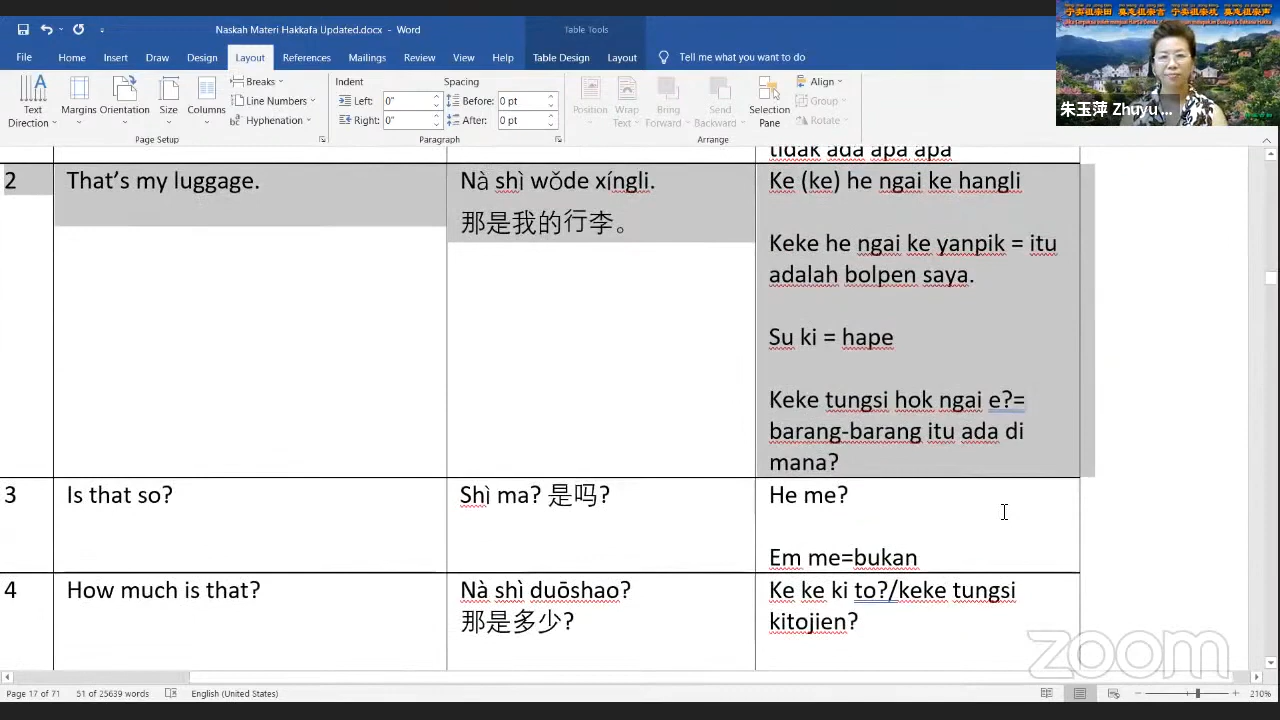 Naskah Materi Hakkafa Updated.docx - Word
Table Tools
File Home Insert Draw Design Layout References Mailings Review View Help Table Design Layout Tell me what you want to do
Text Direction
Margins
Orientation
Size
Columns
Breaks
Line Numbers
Hyphenation
Page Setup
Indent
Left: 0"
Right: 0"
Spacing
Before: 0 pt
After: 0 pt
Paragraph
Position
Wrap Text
Bring Forward
Send Backward
Selection Pane
Align
Group
Rotate
Arrange
朱玉萍 Zhuyu ...
tidak ada apa apa
2
That’s my luggage.
Nà shì wǒde xíngli.
那是我的行李。
Ke (ke) he ngai ke hangli
Keke he ngai ke yanpik = itu
adalah bolpen saya.
Su ki = hape
Keke tungsi hok ngai e?=
barang-barang itu ada di
mana?
3
Is that so?
Shì ma? 是吗?
He me?
Em me=bukan
4
How much is that?
Nà shì duōshao?
那是多少?
Ke ke ki to?/keke tungsi
kitojien?
zoom
Page 17 of 71 51 of 25639 words English (United States) 210%